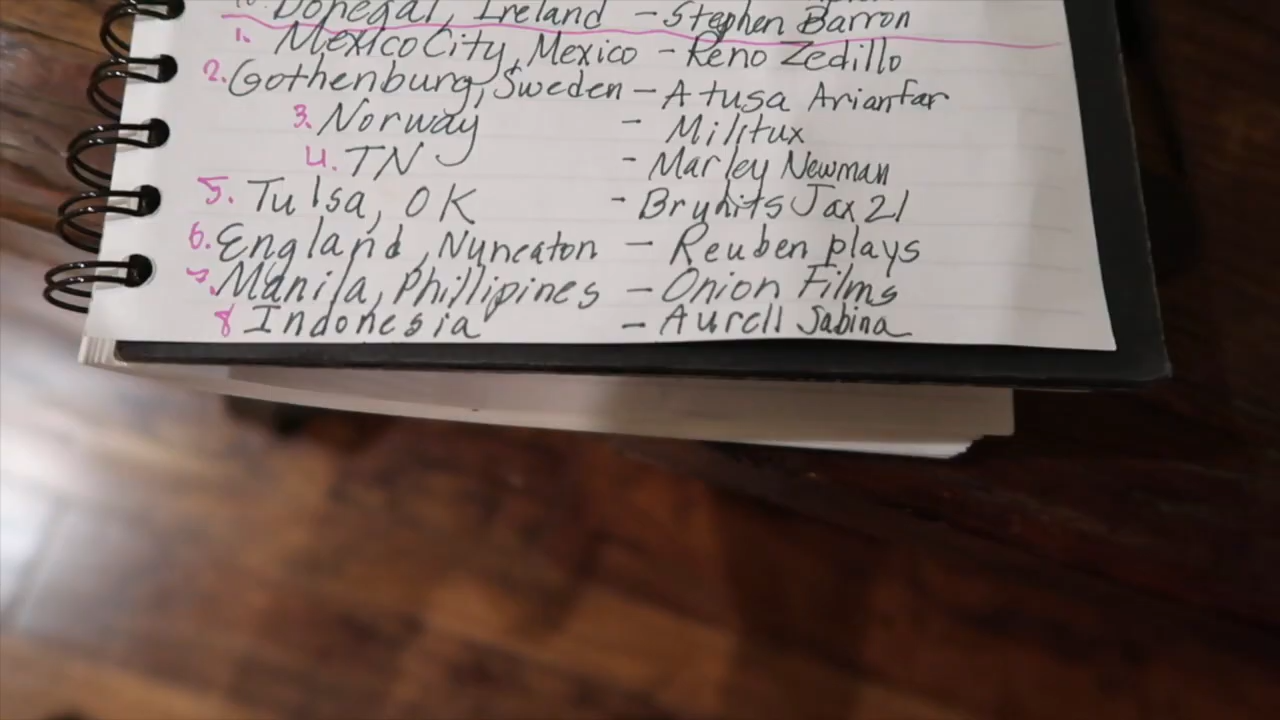 10. Donegal, Ireland - Stephen Barron
1. Mexico City, Mexico - Reno Zedillo
2. Gothenburg, Sweden - Atusa Arianfar
3. Norway - Militux
4. TN - Marley Newman
5. Tulsa, OK - Bryhits Jax 21
6. England, Nuneaton - Reuben plays
7. Manila, Phillipines - Onion Films
8 Indonesia - Aurell Sabina